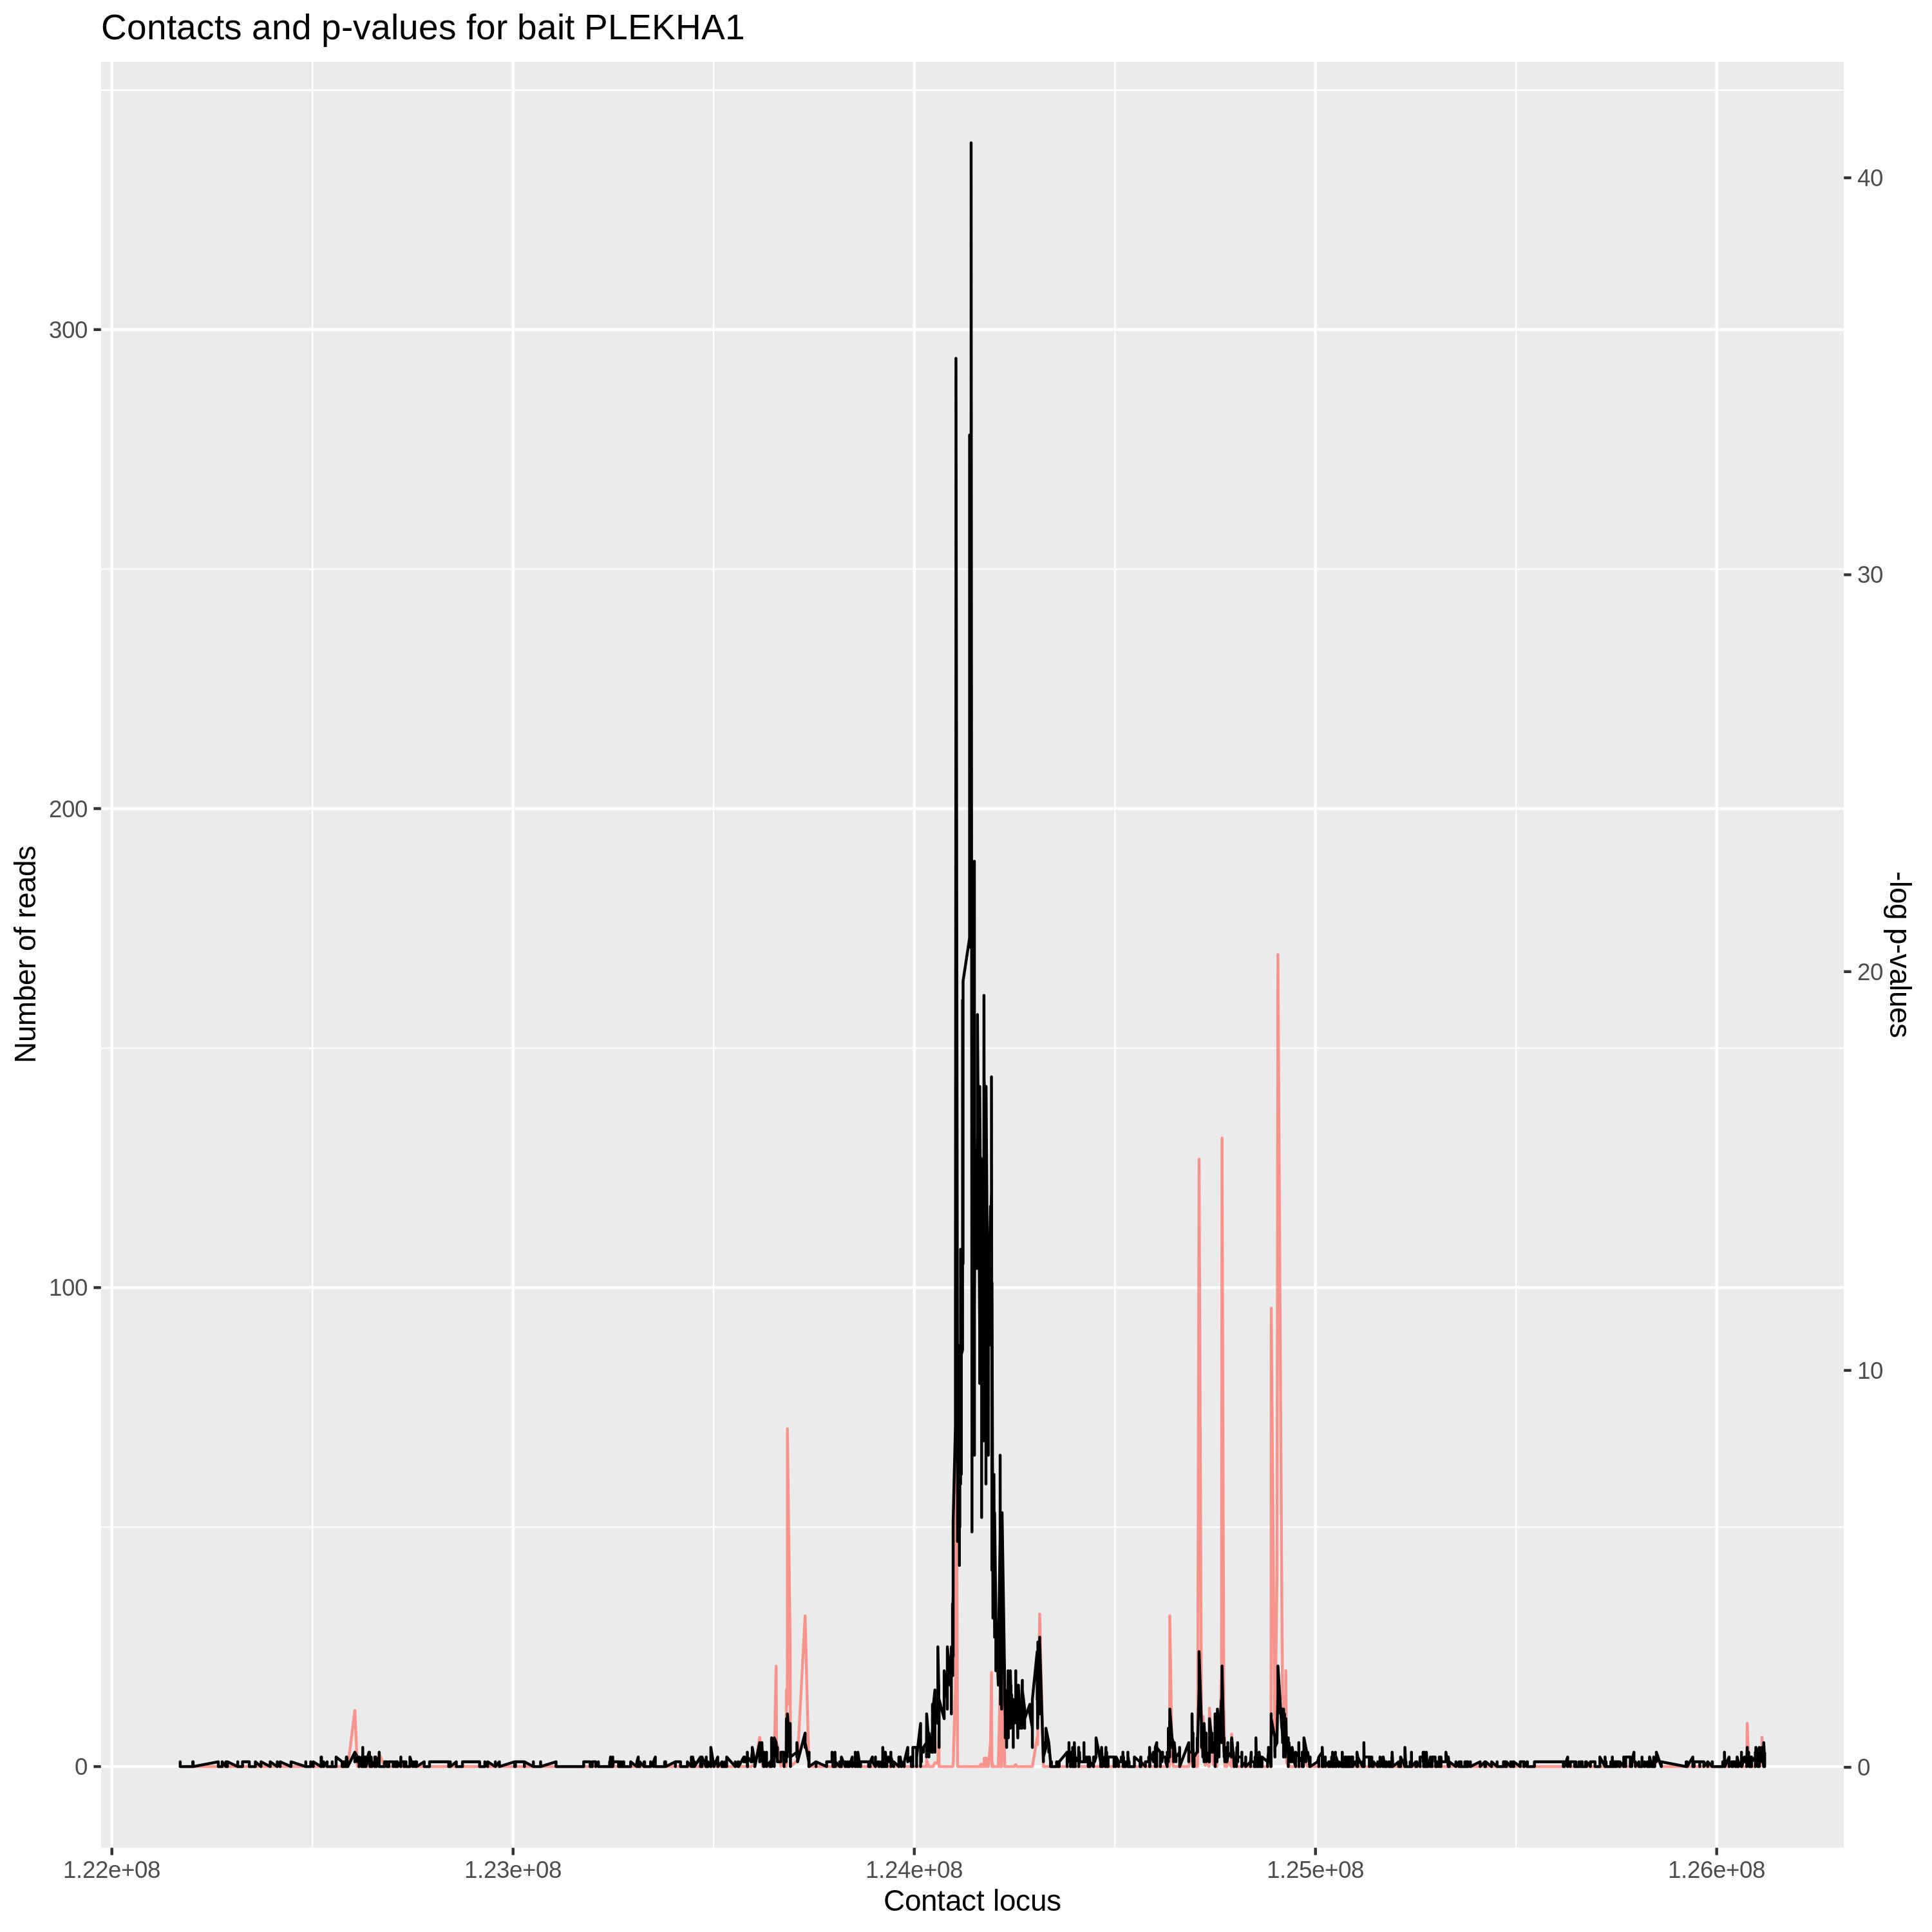 Contacts and p-values for bait PLEKHA1
300
200
100
0
Number of reads
40
30
20
10
0
-log p-values
1.22e+08
1.23e+08
1.24e+08
1.25e+08
1.26e+08
Contact locus